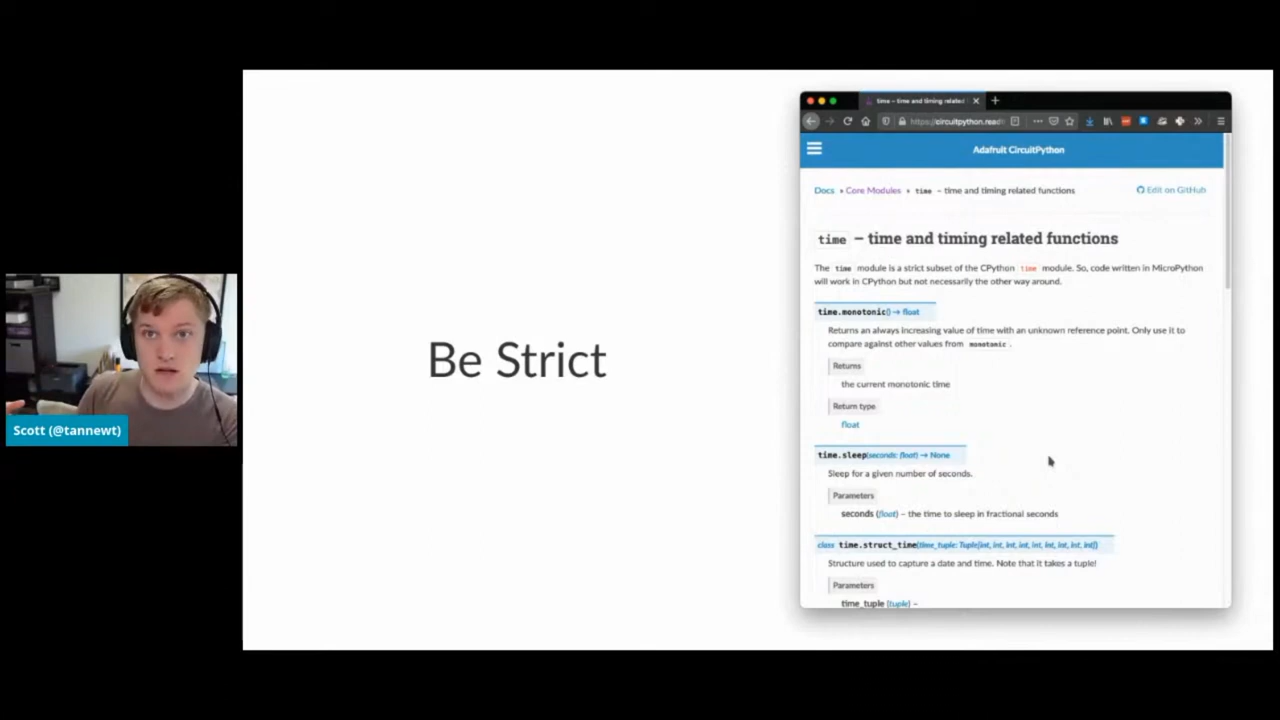 Scott (@tannewt)
Be Strict
time – time and timing related
https://circuitpython.read
Adafruit CircuitPython
Docs » Core Modules » time – time and timing related functions
Edit on GitHub
time – time and timing related functions
The time module is a strict subset of the CPython time module. So, code written in MicroPython
will work in CPython but not necessarily the other way around.
time.monotonic() → float
Returns an always increasing value of time with an unknown reference point. Only use it to
compare against other values from monotonic .
Returns
the current monotonic time
Return type
float
time.sleep(seconds: float) → None
Sleep for a given number of seconds.
Parameters
seconds (float) – the time to sleep in fractional seconds
class time.struct_time(time_tuple: Tuple[int, int, int, int, int, int, int, int, int])
Structure used to capture a date and time. Note that it takes a tuple!
Parameters
time_tuple (tuple) –